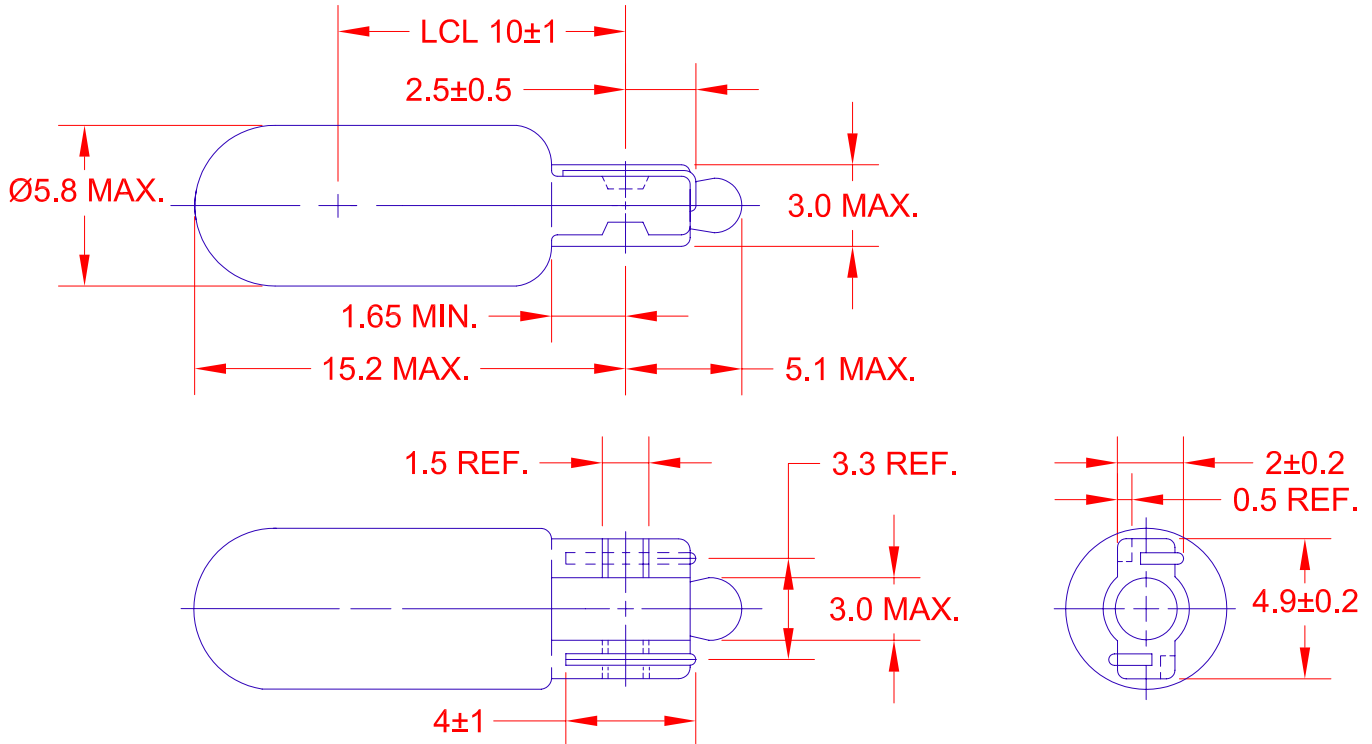 LCL 10±1
2.5±0.5
Ø5.8 MAX.
3.0 MAX.
1.65 MIN.
15.2 MAX.
5.1 MAX.
1.5 REF.
3.3 REF.
2±0.2
0.5 REF.
3.0 MAX.
4.9±0.2
4±1